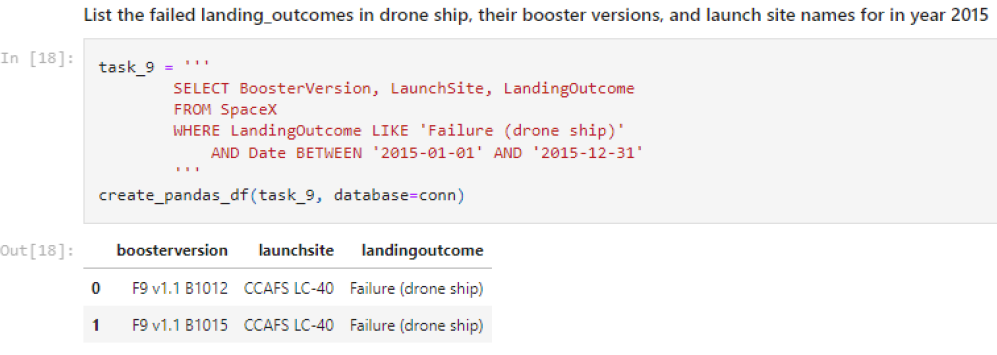 List the failed landing_outcomes in drone ship, their booster versions, and launch site names for in year 2015
In [18]:
task_9 = '''
SELECT BoosterVersion, LaunchSite, LandingOutcome
FROM SpaceX
WHERE LandingOutcome LIKE 'Failure (drone ship)'
AND Date BETWEEN '2015-01-01' AND '2015-12-31'
'''
create_pandas_df(task_9, database=conn)
Out[18]:
boosterversion launchsite landingoutcome
0 F9 v1.1 B1012 CCAFS LC-40 Failure (drone ship)
1 F9 v1.1 B1015 CCAFS LC-40 Failure (drone ship)